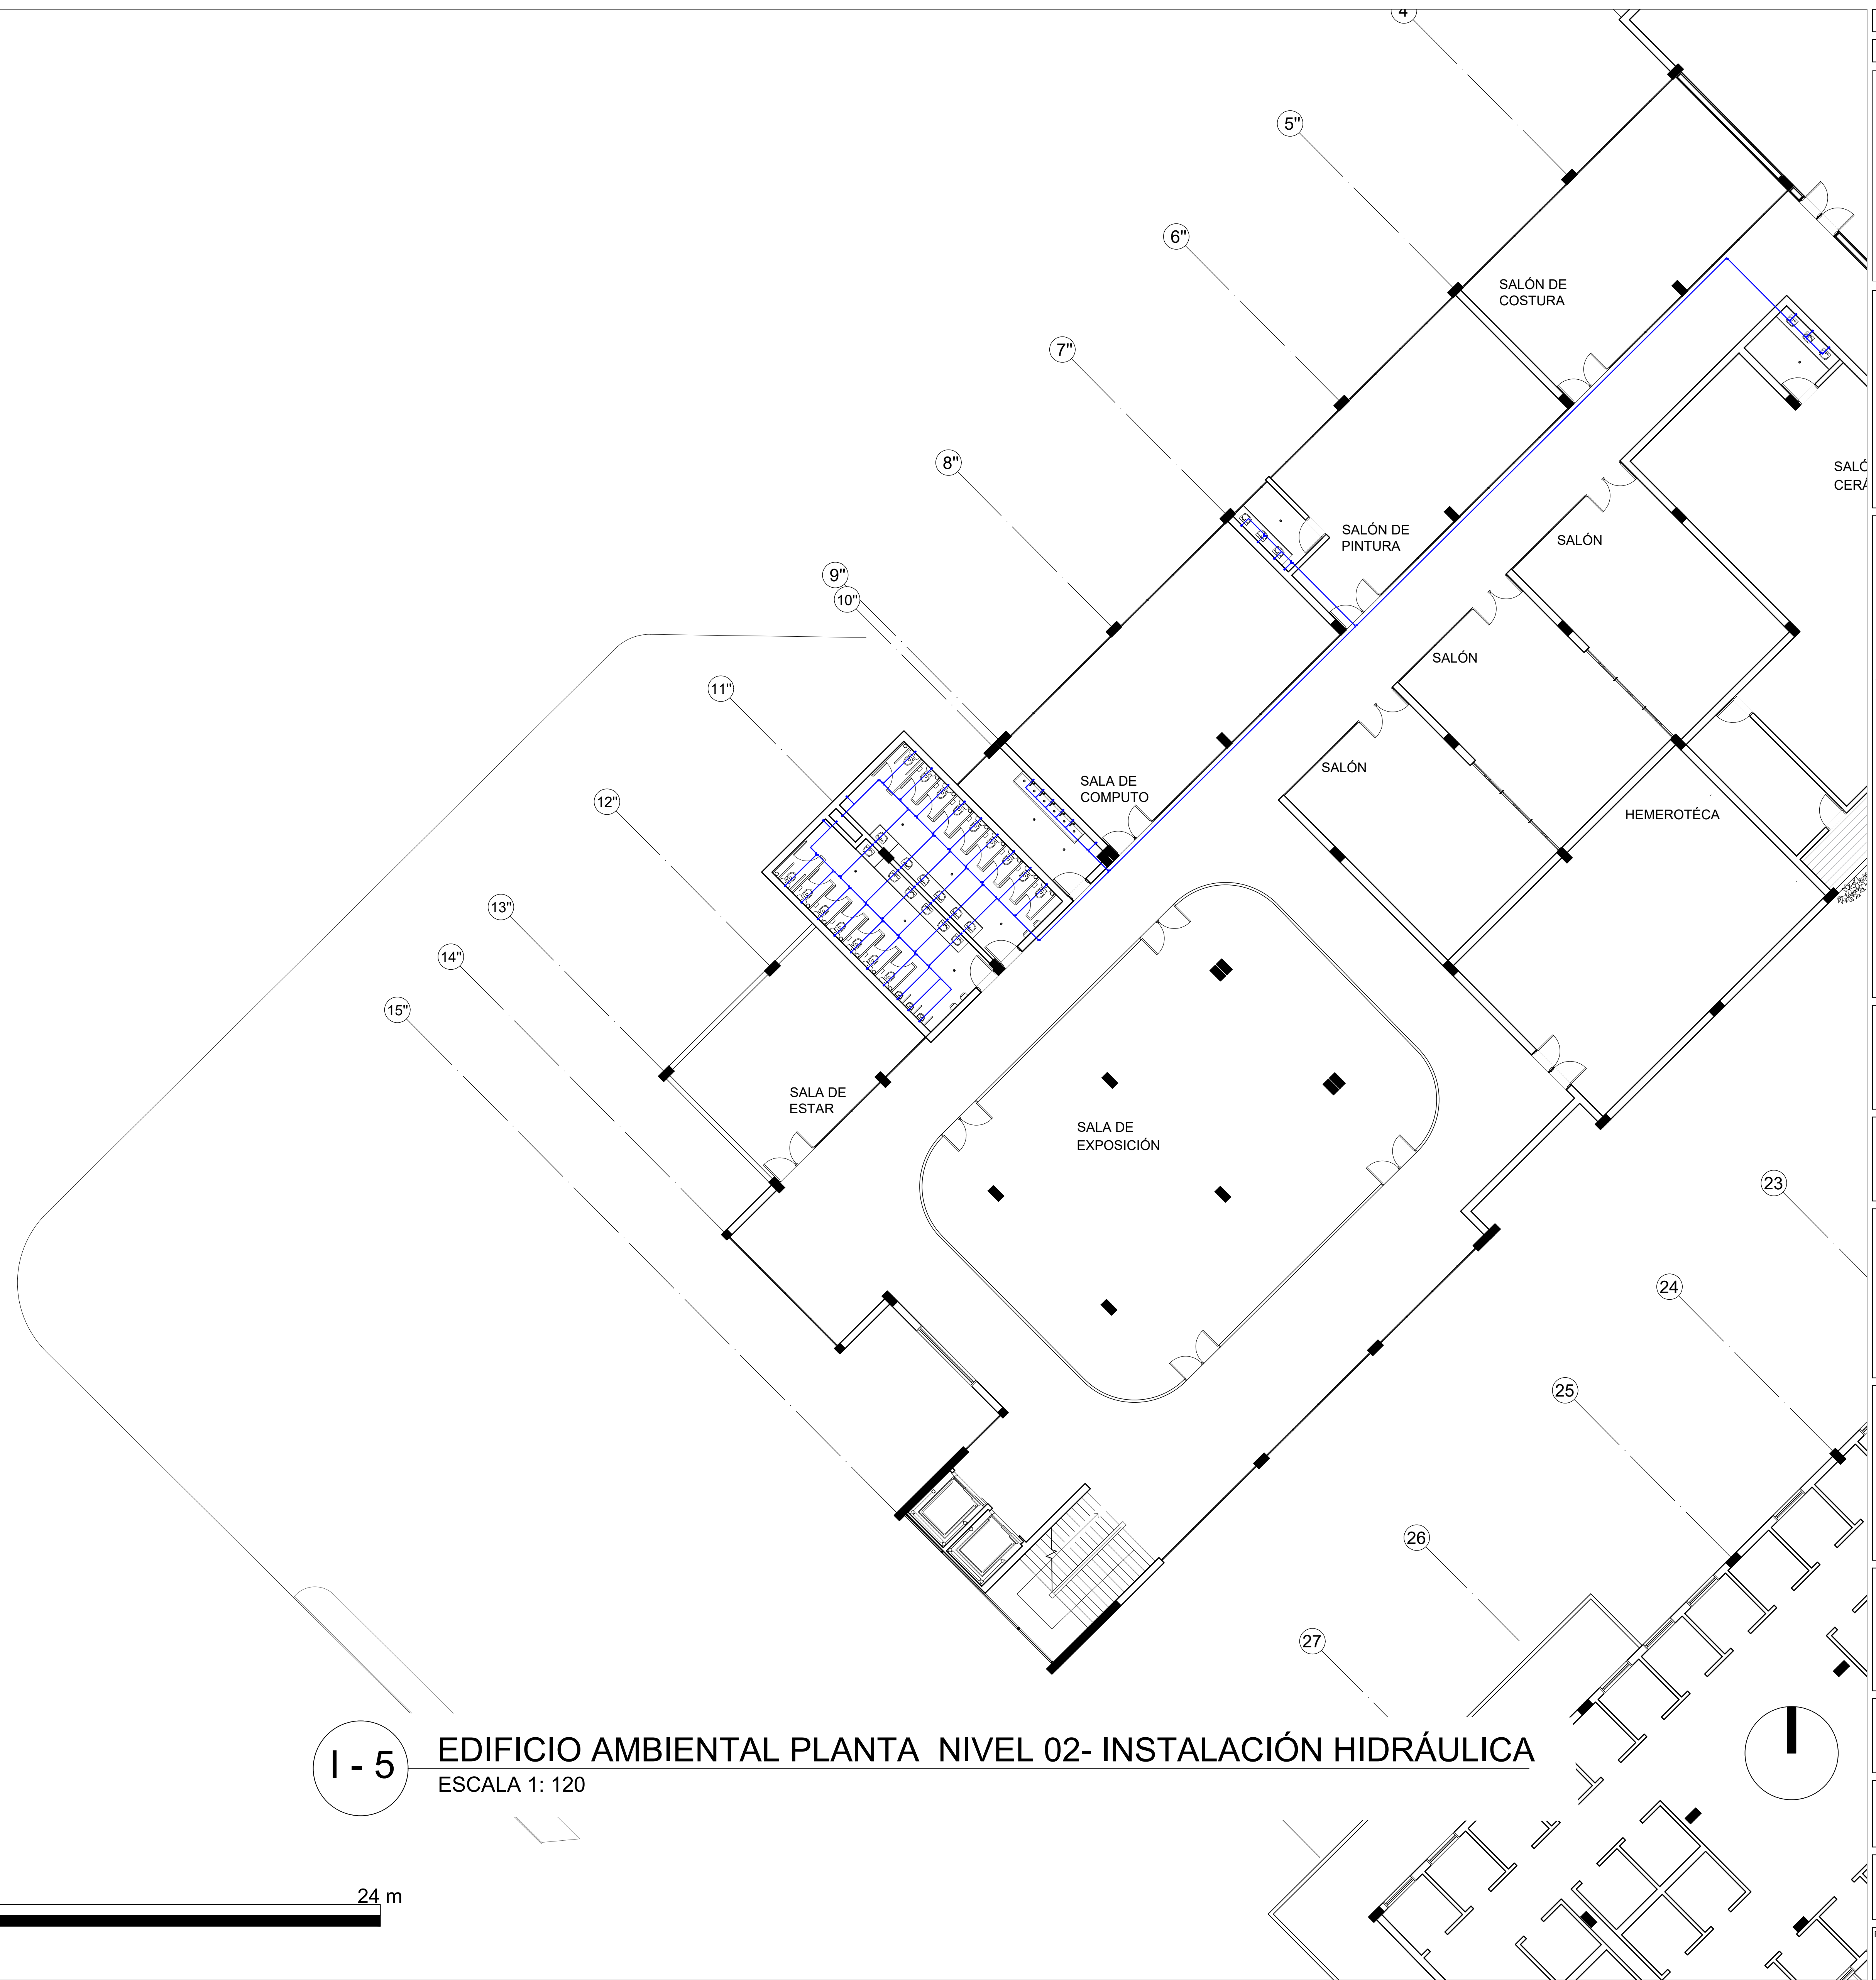 4
5"
6"
7"
8"
9"
10"
11"
12"
13"
14"
15"
SALÓN DE
COSTURA
SALÓN DE
PINTURA
SALÓ
CERÁ
SALÓN
SALÓN
SALÓN
SALA DE
COMPUTO
HEMEROTÉCA
SALA DE
ESTAR
SALA DE
EXPOSICIÓN
23
24
25
26
27
I - 5
EDIFICIO AMBIENTAL PLANTA NIVEL 02- INSTALACIÓN HIDRÁULICA
ESCALA 1: 120
24 m